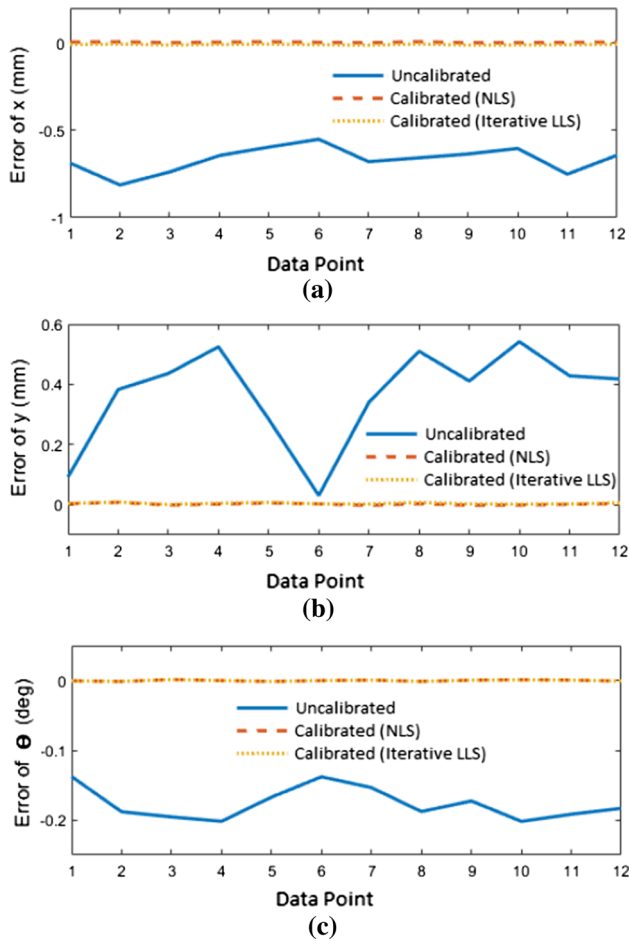 Error of x (mm)
0
-0.5
-1
Uncalibrated
Calibrated (NLS)
Calibrated (Iterative LLS)
1 2 3 4 5 6 7 8 9 10 11 12
Data Point
(a)
Error of y (mm)
0.6
0.4
0.2
0
Uncalibrated
Calibrated (NLS)
Calibrated (Iterative LLS)
1 2 3 4 5 6 7 8 9 10 11 12
Data Point
(b)
Error of Θ (deg)
0
-0.1
-0.2
Uncalibrated
Calibrated (NLS)
Calibrated (Iterative LLS)
1 2 3 4 5 6 7 8 9 10 11 12
Data Point
(c)